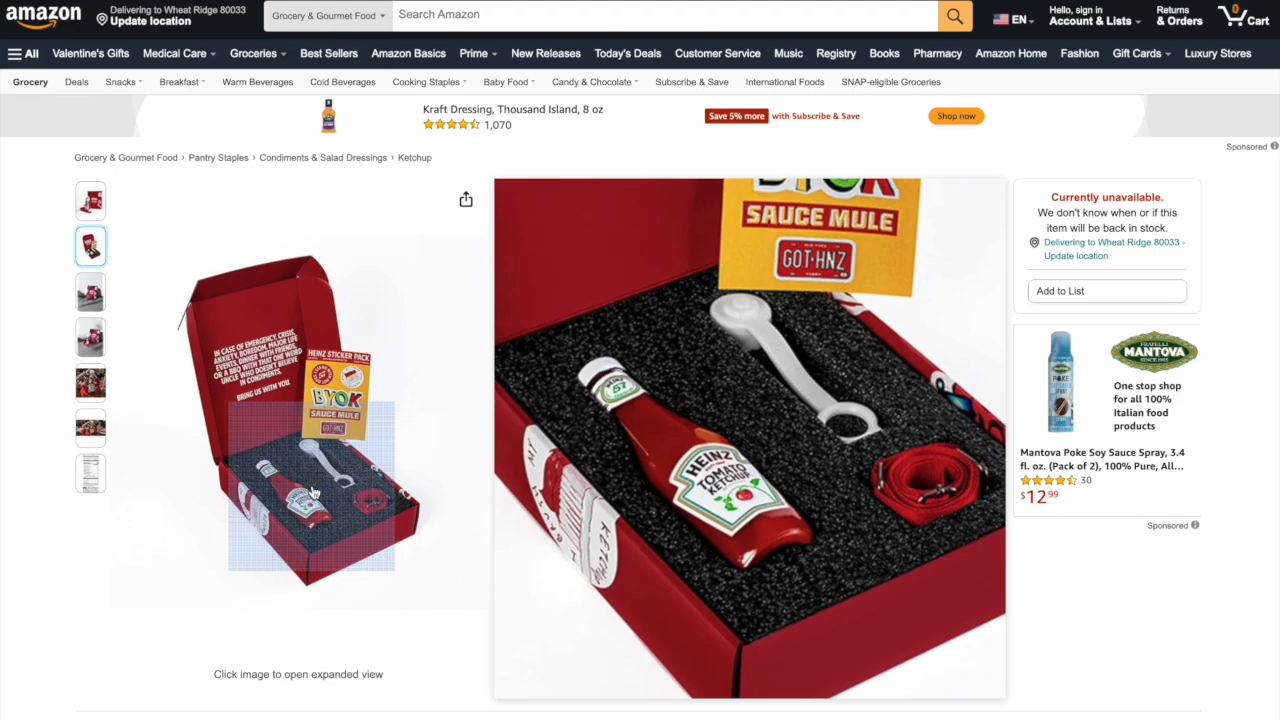 amazon
Delivering to Wheat Ridge 80033
Update location
Grocery & Gourmet Food
Search Amazon
EN
Hello, sign in
Account & Lists
Returns
& Orders
0
Cart
All
Valentine's Gifts
Medical Care
Groceries
Best Sellers
Amazon Basics
Prime
New Releases
Today's Deals
Customer Service
Music
Registry
Books
Pharmacy
Amazon Home
Fashion
Gift Cards
Luxury Stores
Grocery
Deals
Snacks
Breakfast
Warm Beverages
Cold Beverages
Cooking Staples
Baby Food
Candy & Chocolate
Subscribe & Save
International Foods
SNAP-eligible Groceries
Kraft Dressing, Thousand Island, 8 oz
1,070
Save 5% more with Subscribe & Save
Shop now
Sponsored
Grocery & Gourmet Food › Pantry Staples › Condiments & Salad Dressings › Ketchup
IN CASE OF EMERGENCY, CRISIS,
ANXIETY, BOREDOM, MAJOR LIFE
EVENTS, DINNER WITH FRIENDS,
OR A BBQ WITH THAT ONE WEIRD
UNCLE WHO DOESN'T BELIEVE
IN CONDIMENTS.
BRING US WITH YOU.
HEINZ STICKER PACK
BYOK
SAUCE MULE
GOT·HNZ
Click image to open expanded view
BYOK
SAUCE MULE
NEW YORK
GOT·HNZ
57
HEINZ
TOMATO
KETCHUP
KETCHUP
Currently unavailable.
We don't know when or if this
item will be back in stock.
Delivering to Wheat Ridge 80033 -
Update location
Add to List
FRATELLI
MANTOVA
SINCE 1905
POKE
One stop shop
for all 100%
Italian food
products
Mantova Poke Soy Sauce Spray, 3.4
fl. oz. (Pack of 2), 100% Pure, All...
30
$12 99
Sponsored